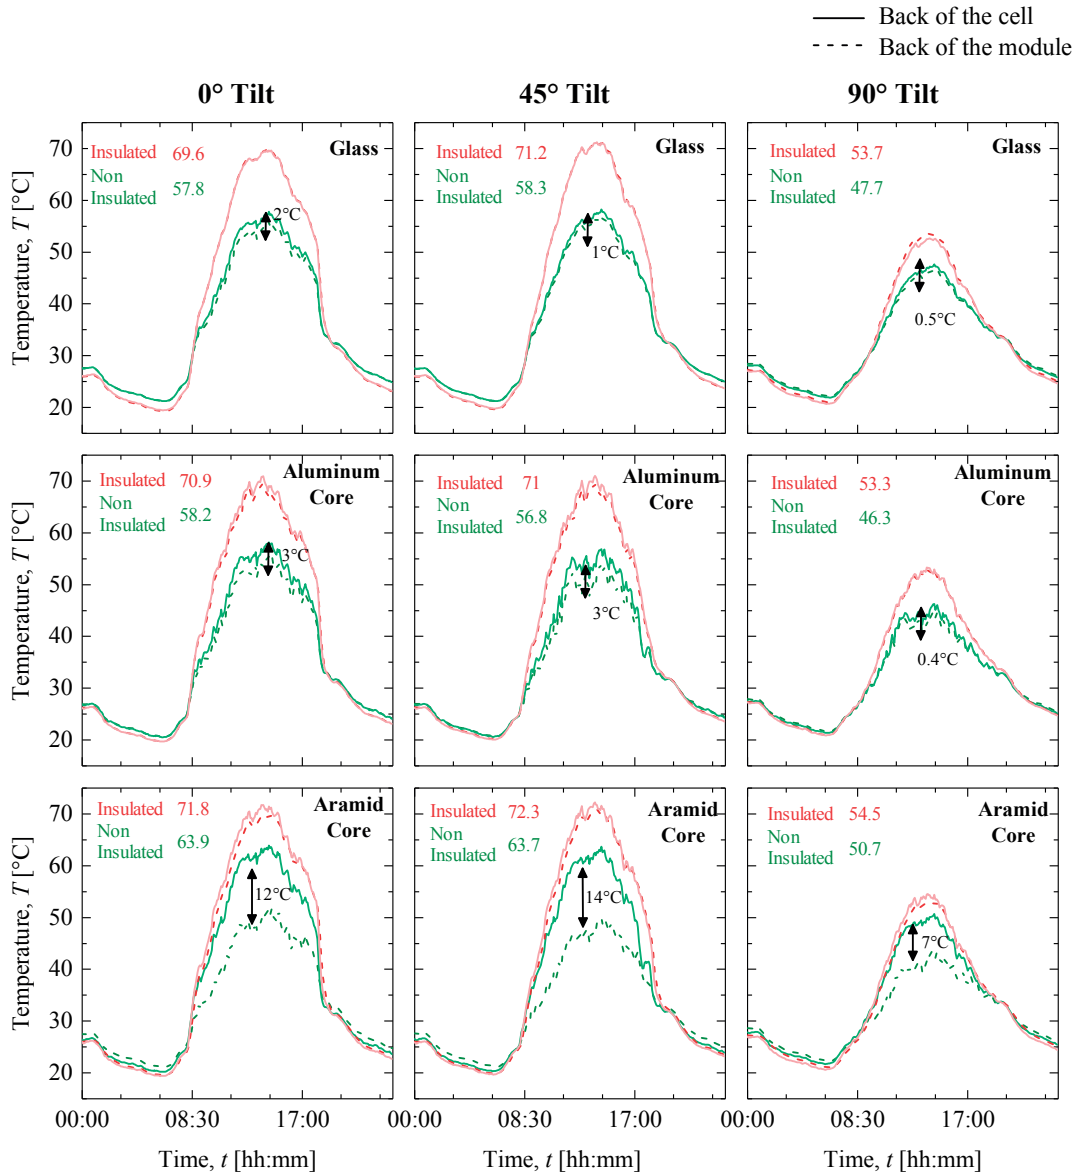 Back of the cell
Back of the module
0° Tilt
45° Tilt
90° Tilt
Temperature, T [°C]
70
60
50
40
30
20
Insulated 69.6
Non
Insulated 57.8
Glass
2°C
Insulated 71.2
Non
Insulated 58.3
Glass
1°C
Insulated 53.7
Non
Insulated 47.7
Glass
0.5°C
Temperature, T [°C]
70
60
50
40
30
20
Insulated 70.9
Non
Insulated 58.2
Aluminum
Core
3°C
Insulated 71
Non
Insulated 56.8
Aluminum
Core
3°C
Insulated 53.3
Non
Insulated 46.3
Aluminum
Core
0.4°C
Temperature, T [°C]
70
60
50
40
30
20
Insulated 71.8
Non
Insulated 63.9
Aramid
Core
12°C
Insulated 72.3
Non
Insulated 63.7
Aramid
Core
14°C
Insulated 54.5
Non
Insulated 50.7
Aramid
Core
7°C
00:00 08:30 17:00
00:00 08:30 17:00
08:30 17:00
Time, t [hh:mm]
Time, t [hh:mm]
Time, t [hh:mm]